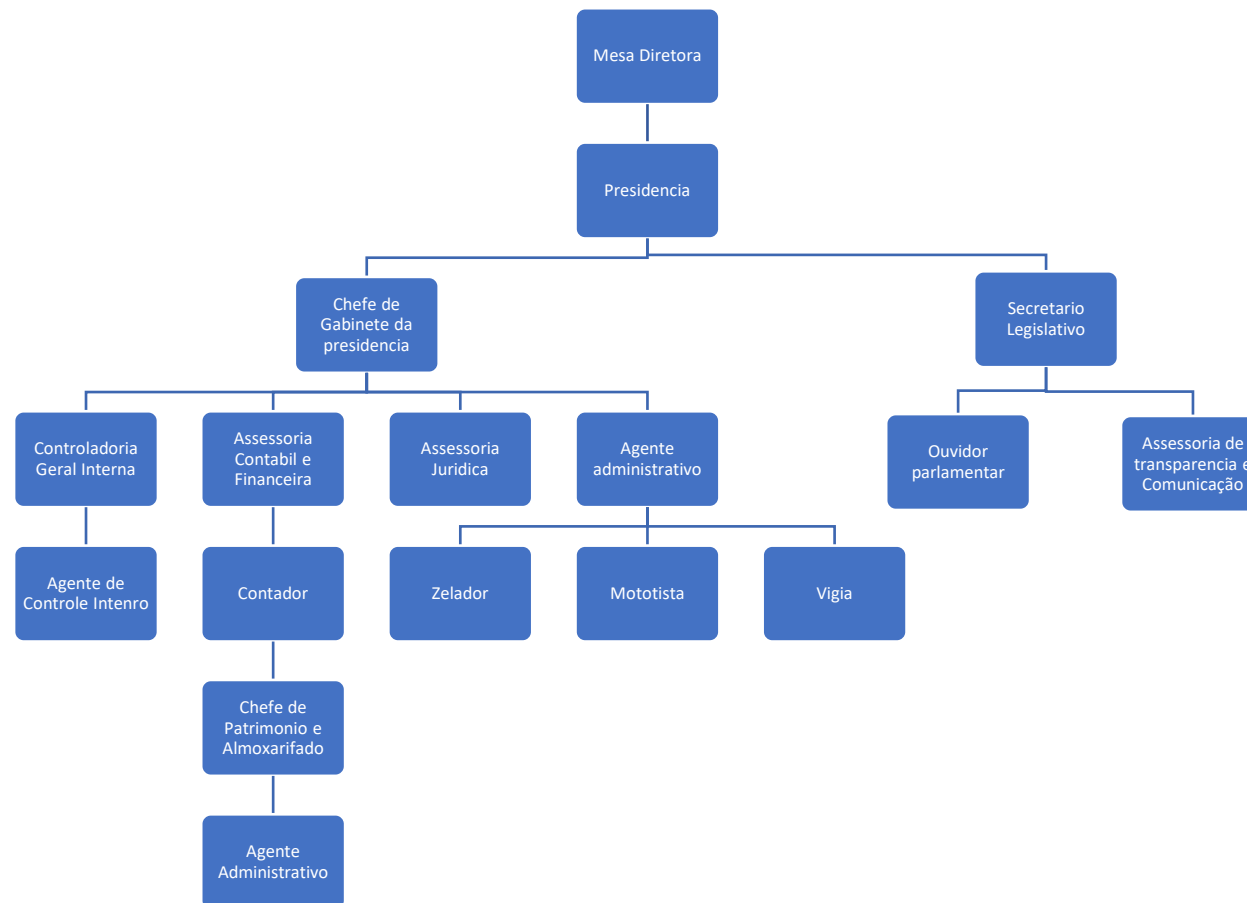 Mesa Diretora
Presidencia
Chefe de
Gabinete da
presidencia
Secretario
Legislativo
Controladoria
Geral Interna
Assessoria
Contabil e
Financeira
Assessoria
Juridica
Agente
administrativo
Ouvidor
parlamentar
Assessoria de
transparencia e
Comunicação
Agente de
Controle Intenro
Contador
Zelador
Mototista
Vigia
Chefe de
Patrimonio e
Almoxarifado
Agente
Administrativo